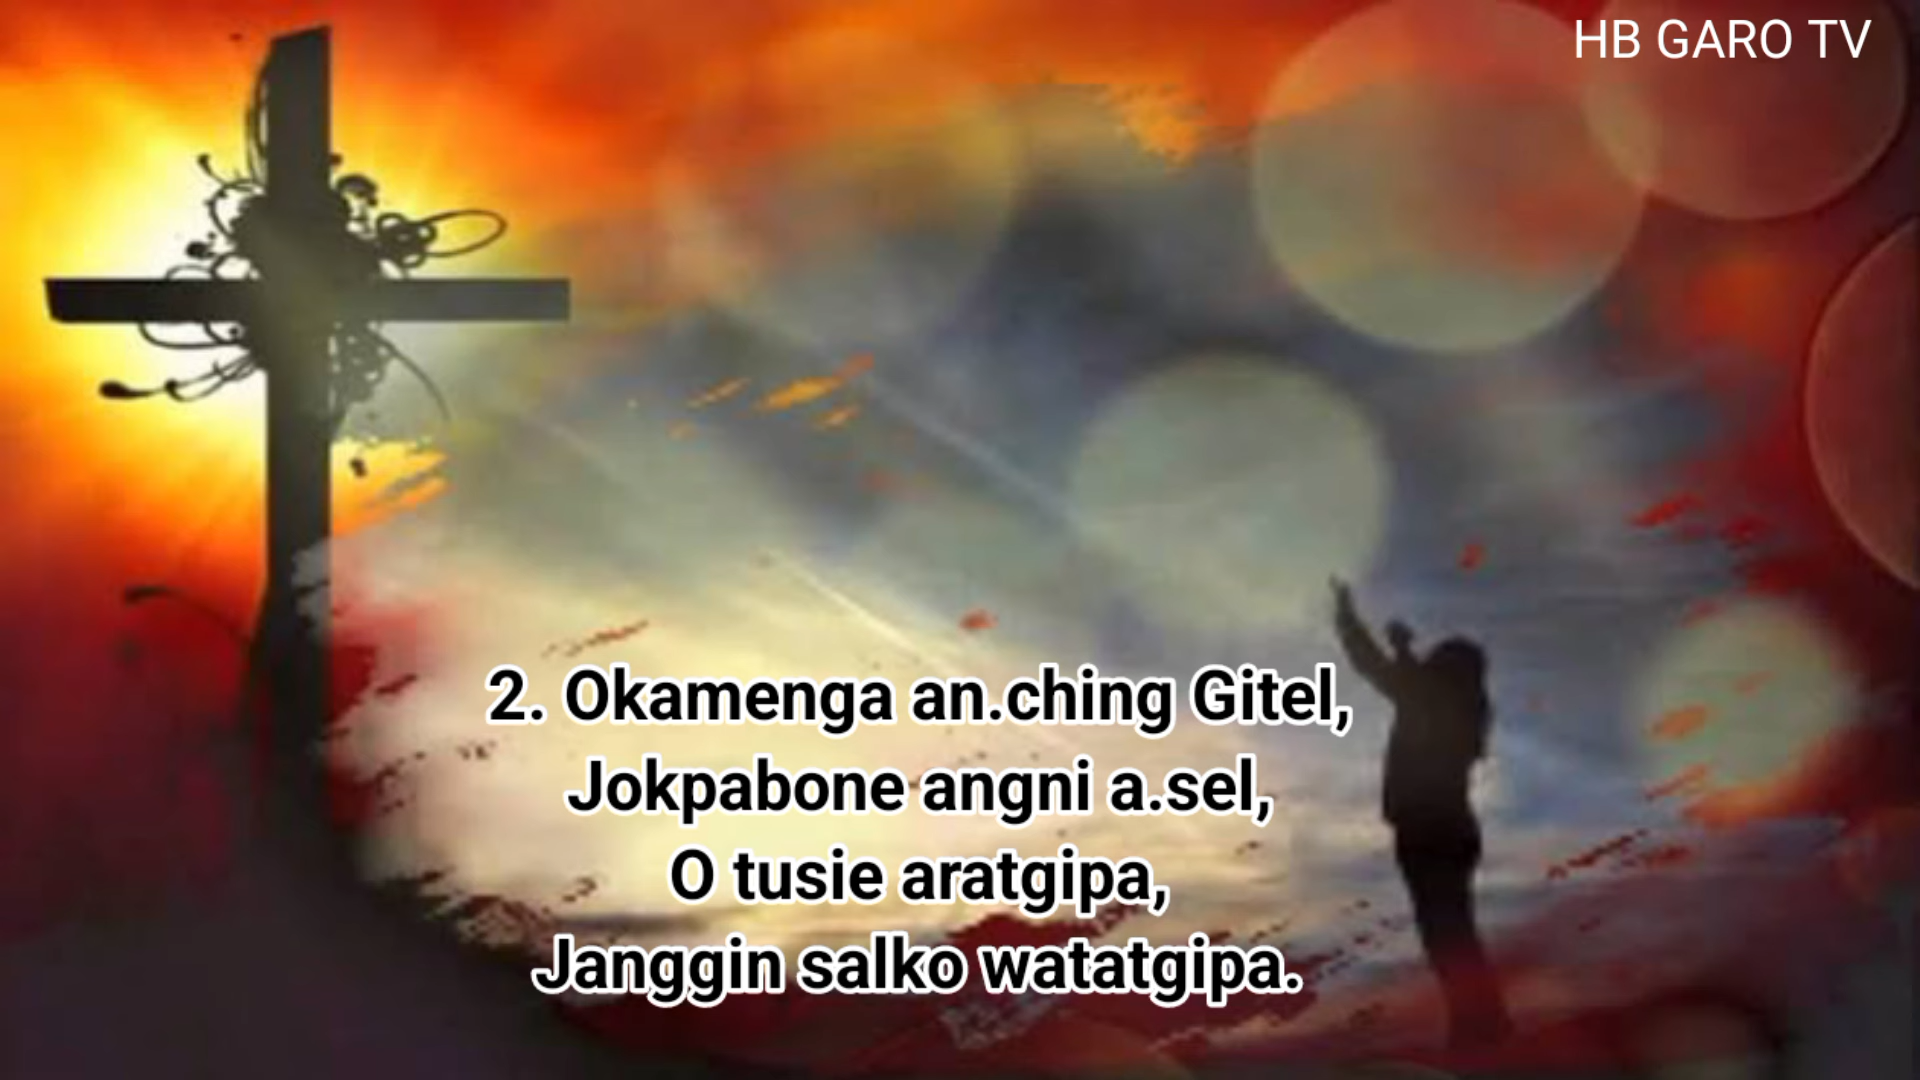 HB GARO TV
2. Okamenga an.ching Gitel,
Jokpabone angni a.sel,
O tusie aratgipa,
Janggin salko watatgipa.